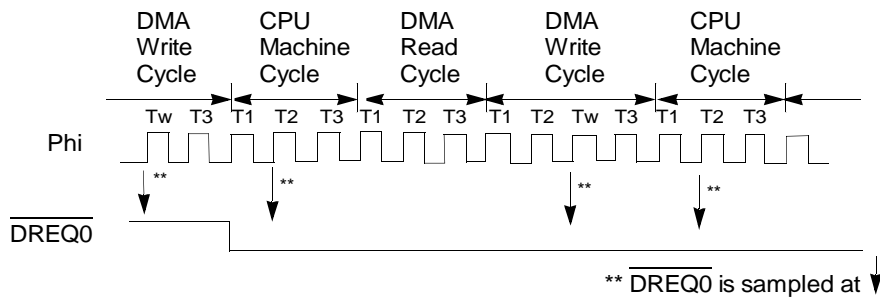 DMA CPU DMA DMA CPU
Write Machine Read Write Machine
Cycle Cycle Cycle Cycle Cycle
Tw T3 T1 T2 T3 T1 T2 T3 T1 T2 Tw T3 T1 T2 T3
Phi
** ** ** **
DREQ0
** DREQ0 is sampled at